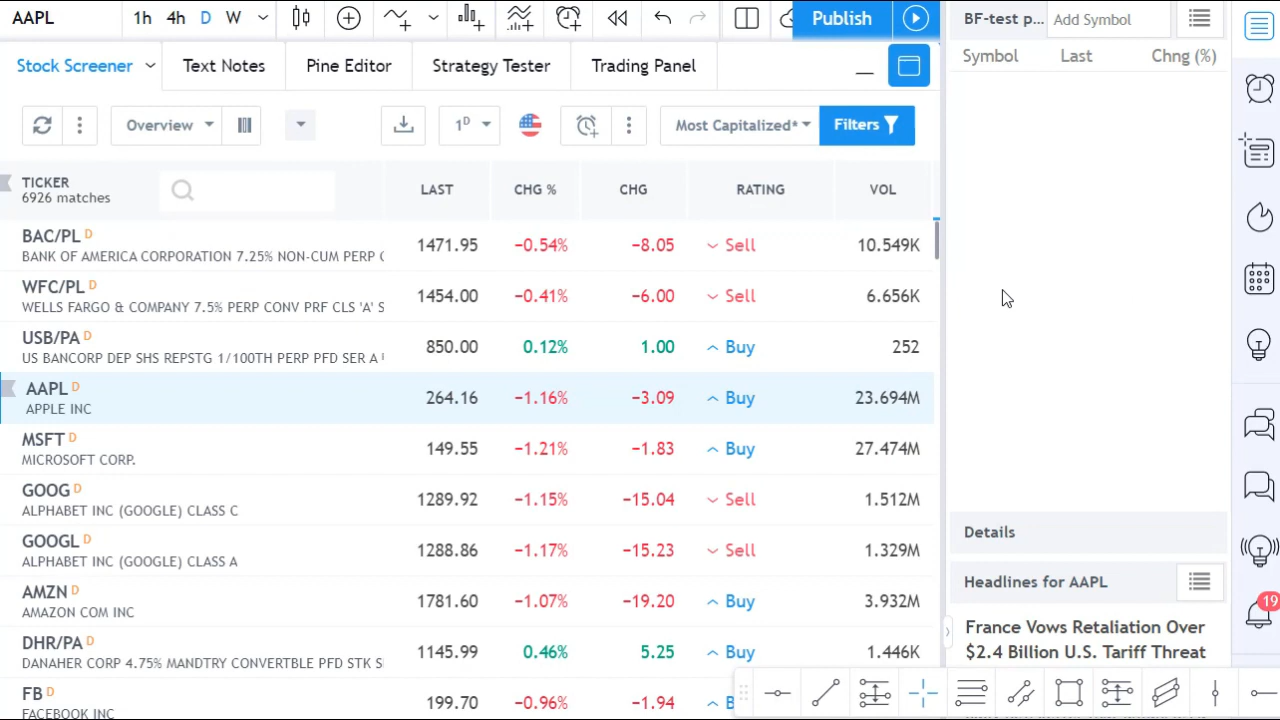 AAPL 1h 4h D W Publish BF-test p... Add Symbol
Symbol Last Chng (%)
Stock Screener Text Notes Pine Editor Strategy Tester Trading Panel
Overview 1D Most Capitalized* Filters
TICKER LAST CHG % CHG RATING VOL
6926 matches
BAC/PL D 1471.95 −0.54% −8.05 Sell 10.549K
BANK OF AMERICA CORPORATION 7.25% NON-CUM PERP
WFC/PL D 1454.00 −0.41% −6.00 Sell 6.656K
WELLS FARGO & COMPANY 7.5% PERP CONV PRF CLS 'A' S
USB/PA D 850.00 0.12% 1.00 Buy 252
US BANCORP DEP SHS REPSTG 1/100TH PERP PFD SER A
AAPL D 264.16 −1.16% −3.09 Buy 23.694M
APPLE INC
MSFT D 149.55 −1.21% −1.83 Buy 27.474M
MICROSOFT CORP.
GOOG D 1289.92 −1.15% −15.04 Sell 1.512M
ALPHABET INC (GOOGLE) CLASS C
GOOGL D 1288.86 −1.17% −15.23 Sell 1.329M
ALPHABET INC (GOOGLE) CLASS A
AMZN D 1781.60 −1.07% −19.20 Buy 3.932M
AMAZON COM INC
DHR/PA D 1145.99 0.46% 5.25 Buy 1.446K
DANAHER CORP 4.75% MANDTRY CONVERTBLE PFD STK
FB D 199.70 −0.96% −1.94
FACEBOOK INC
Details
Headlines for AAPL
19
France Vows Retaliation Over
$2.4 Billion U.S. Tariff Threat